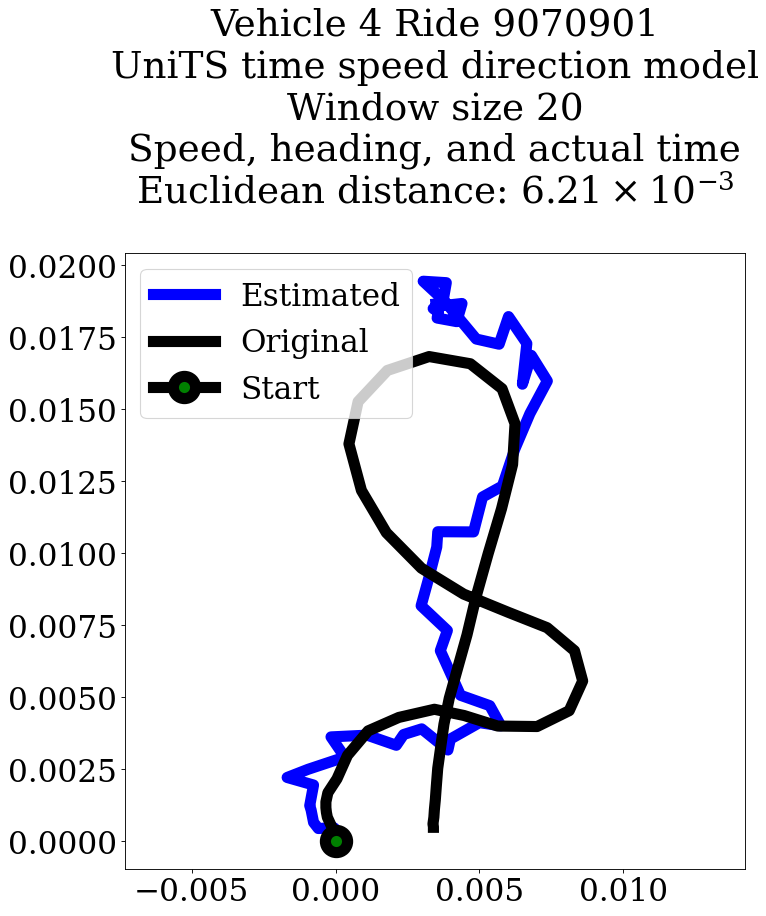 Vehicle 4 Ride 9070901
UniTS time speed direction model
Window size 20
Speed, heading, and actual time
Euclidean distance: 6.21 × 10⁻³
0.0200
0.0175
0.0150
0.0125
0.0100
0.0075
0.0050
0.0025
0.0000
Estimated
Original
Start
−0.005 0.000 0.005 0.010